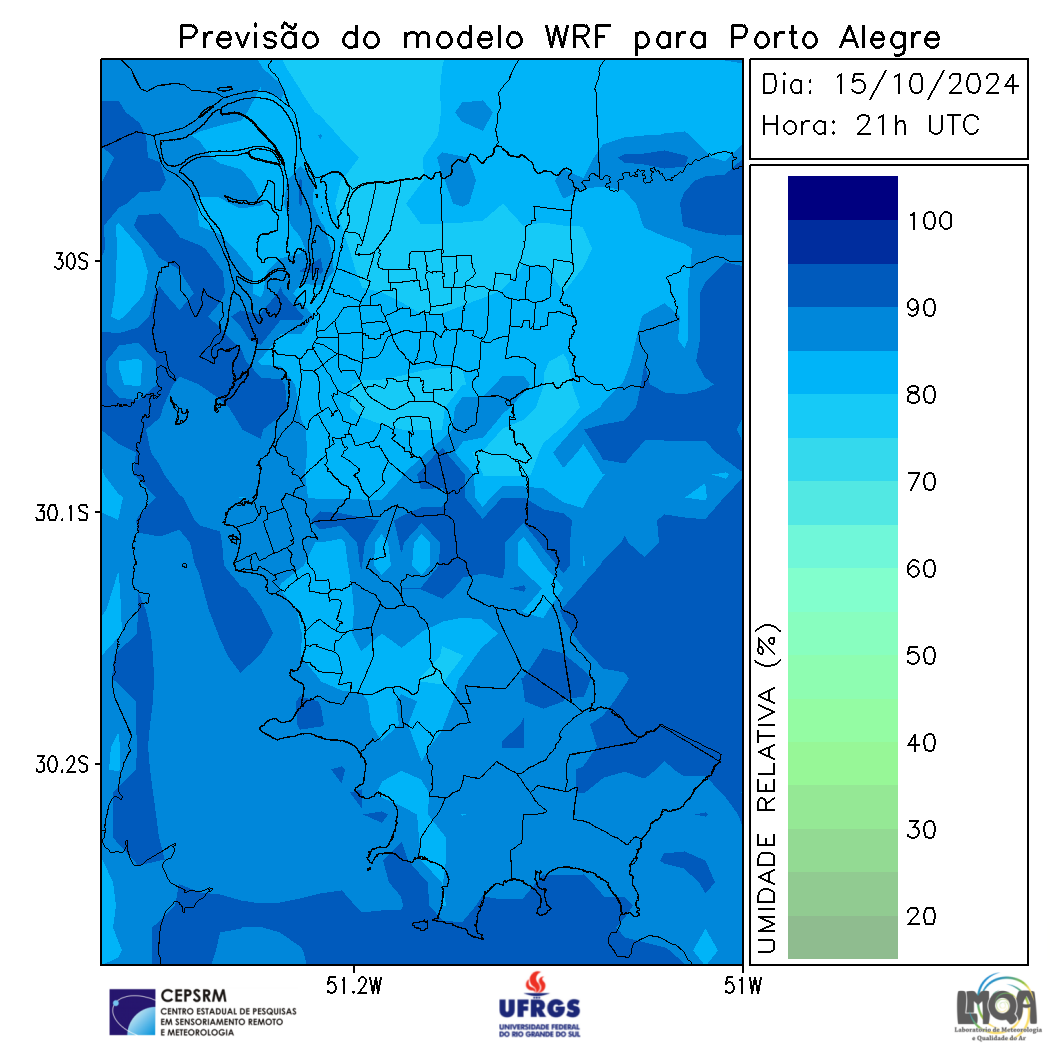 Previsão do modelo WRF para Porto Alegre
Dia: 15/10/2024
Hora: 21h UTC
30S
30.1S
30.2S
51.2W
51W
100
90
80
70
60
50
40
30
20
UMIDADE RELATIVA (%)
CEPSRM
CENTRO ESTADUAL DE PESQUISAS
EM SENSORIAMENTO REMOTO
E METEOROLOGIA
UFRGS
UNIVERSIDADE FEDERAL
DO RIO GRANDE DO SUL
LMQA
Laboratório de Meteorologia
e Qualidade do Ar